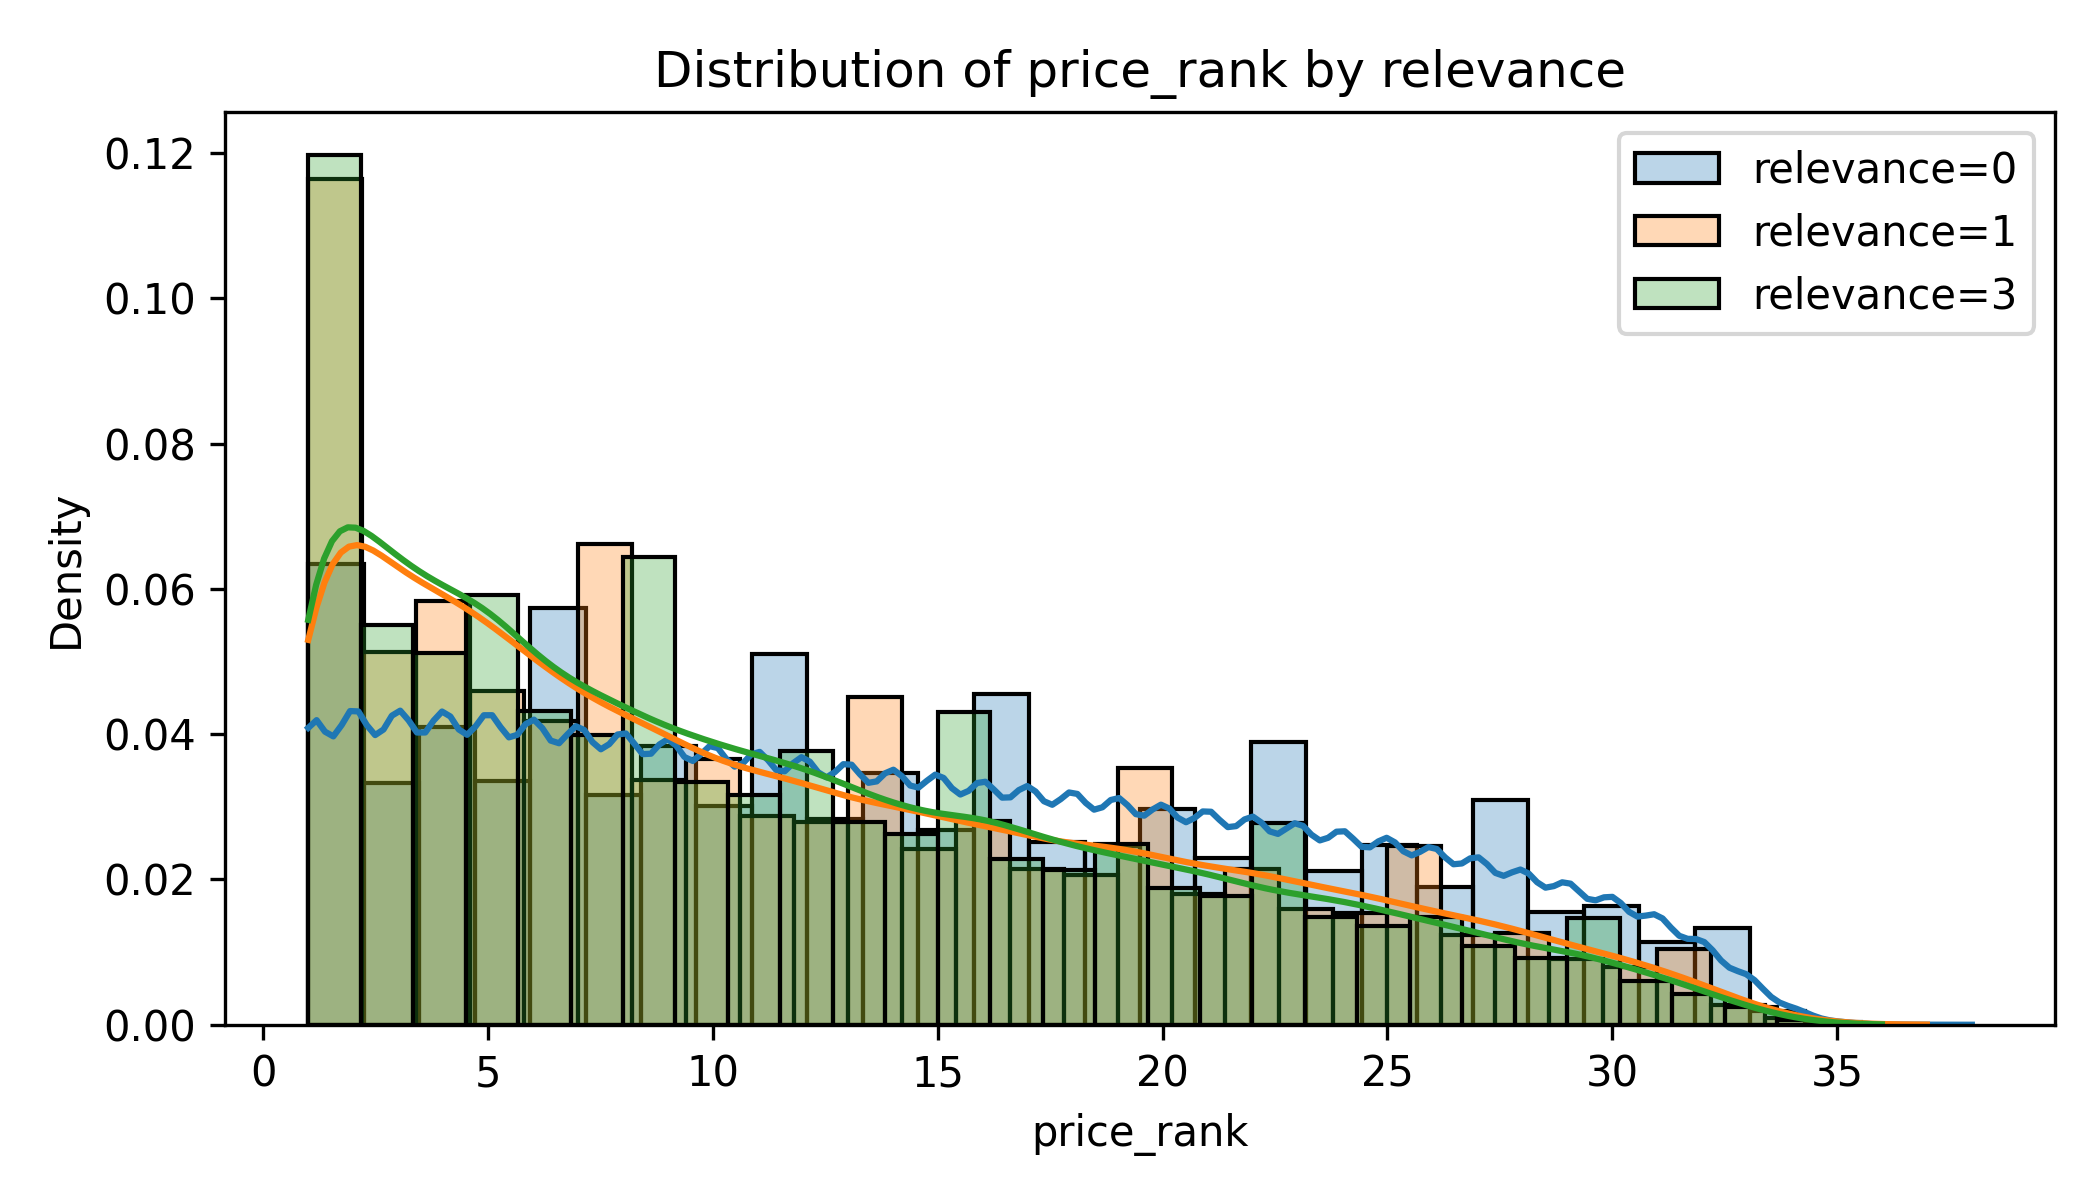 Distribution of price_rank by relevance
relevance=0
relevance=1
relevance=3
Density
0.12
0.10
0.08
0.06
0.04
0.02
0.00
0 5 10 15 20 25 30 35
price_rank